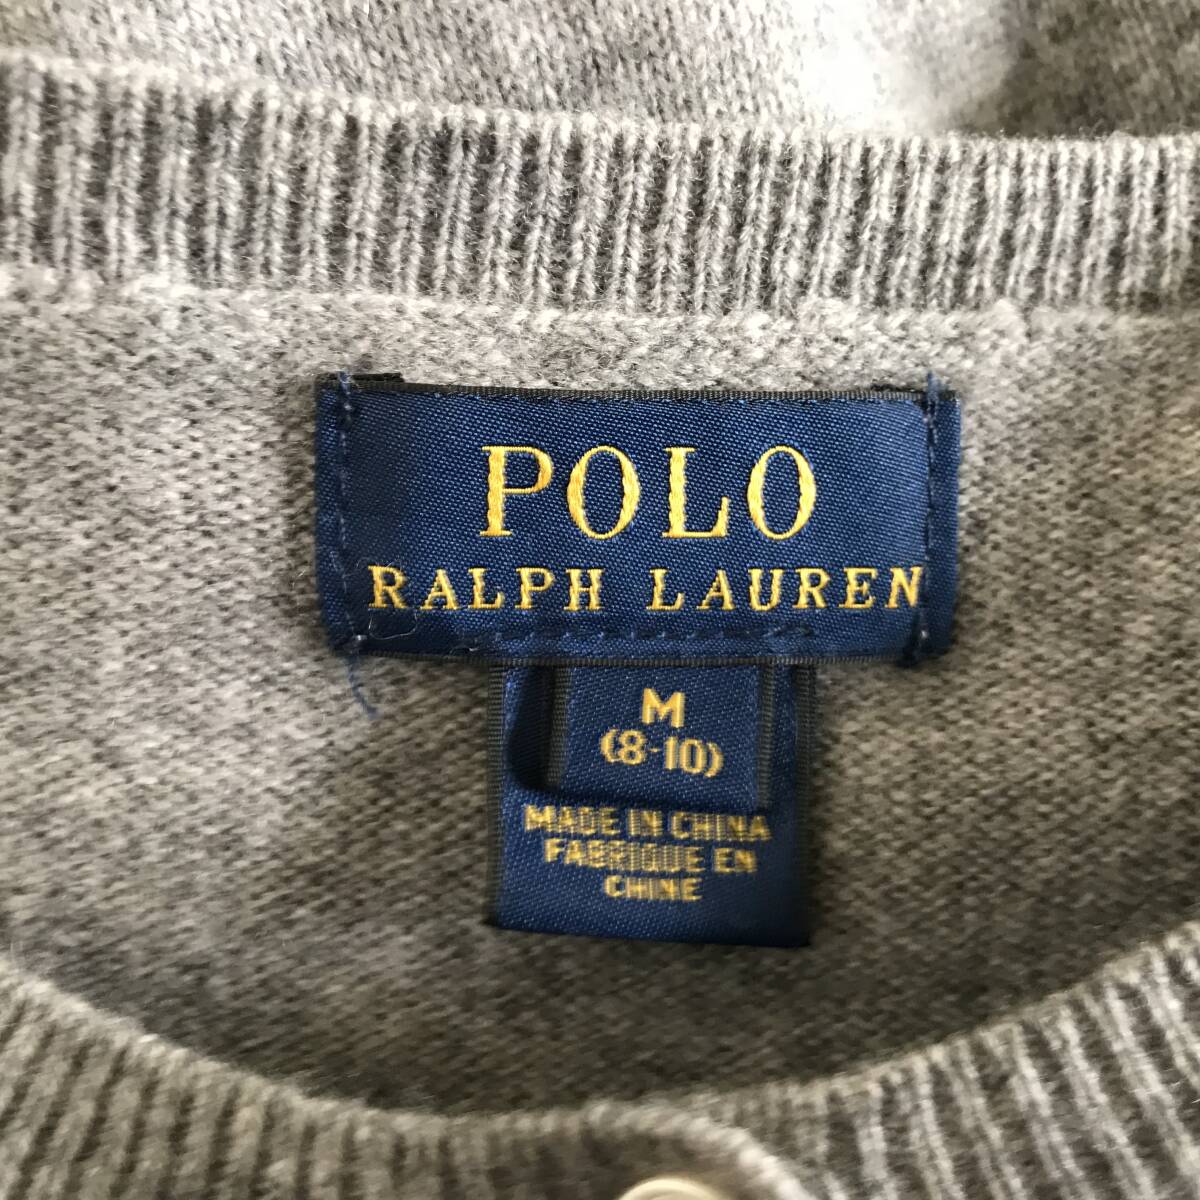 POLO
RALPH LAUREN
M
(8-10)
MADE IN CHINA
FABRIQUE EN
CHINE